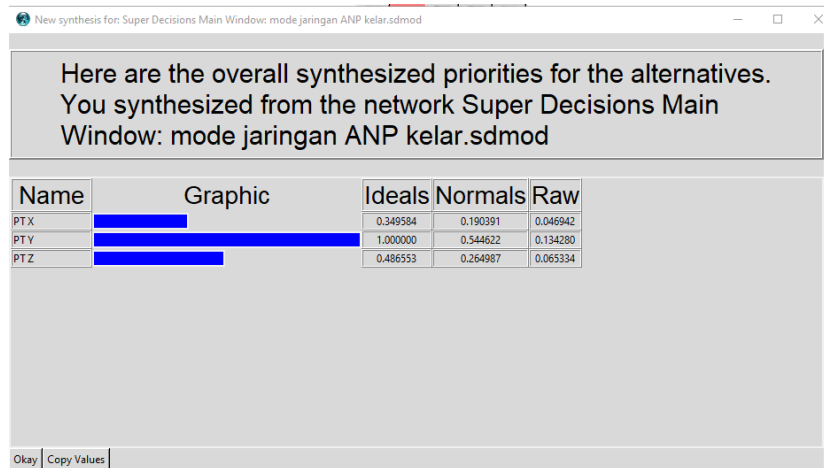 New synthesis for: Super Decisions Main Window: mode jaringan ANP kelar.sdmod
Here are the overall synthesized priorities for the alternatives.
You synthesized from the network Super Decisions Main
Window: mode jaringan ANP kelar.sdmod
Name Graphic Ideals Normals Raw
PT X 0.349584 0.190391 0.046942
PT Y 1.000000 0.544622 0.134280
PT Z 0.486553 0.264987 0.065334
Okay Copy Values